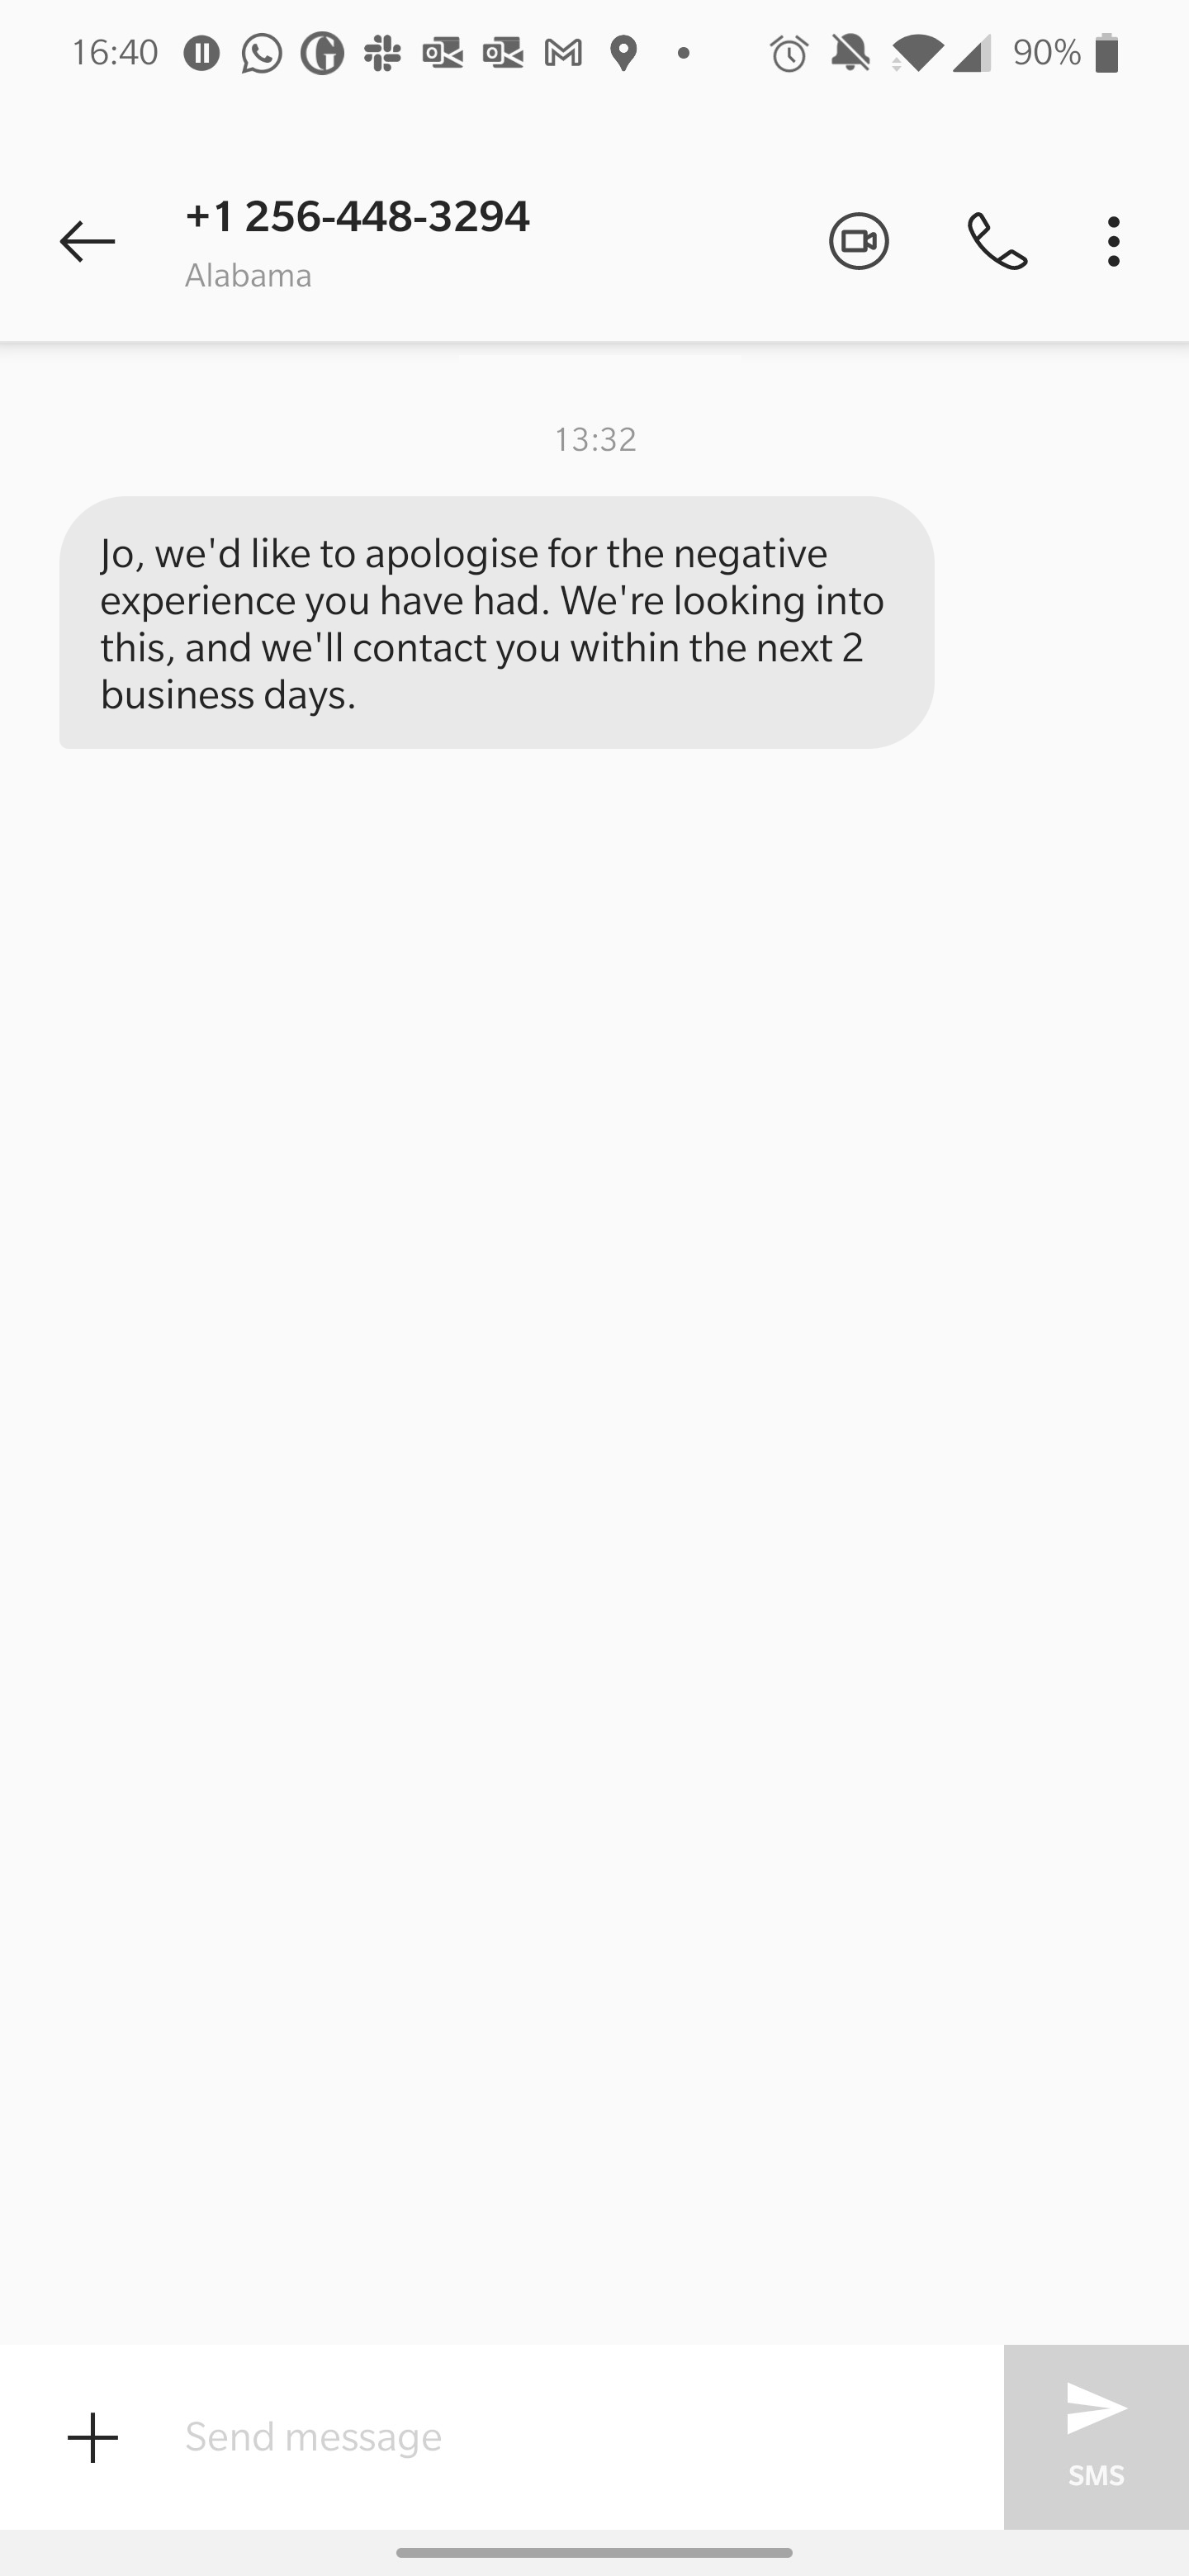 16:40 90%
+1 256-448-3294
Alabama
13:32
Jo, we'd like to apologise for the negative
experience you have had. We're looking into
this, and we'll contact you within the next 2
business days.
Send message
SMS